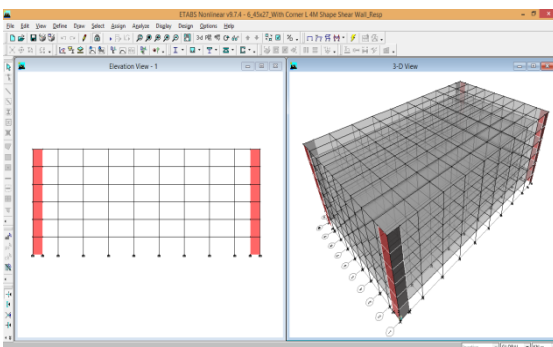 ETABS Nonlinear v9.7.4 - 6_45x27_With Corner L 4M Shape Shear Wall_Resp
File Edit View Define Draw Select Assign Analyze Display Design Options Help
Elevation View - 1
3-D View